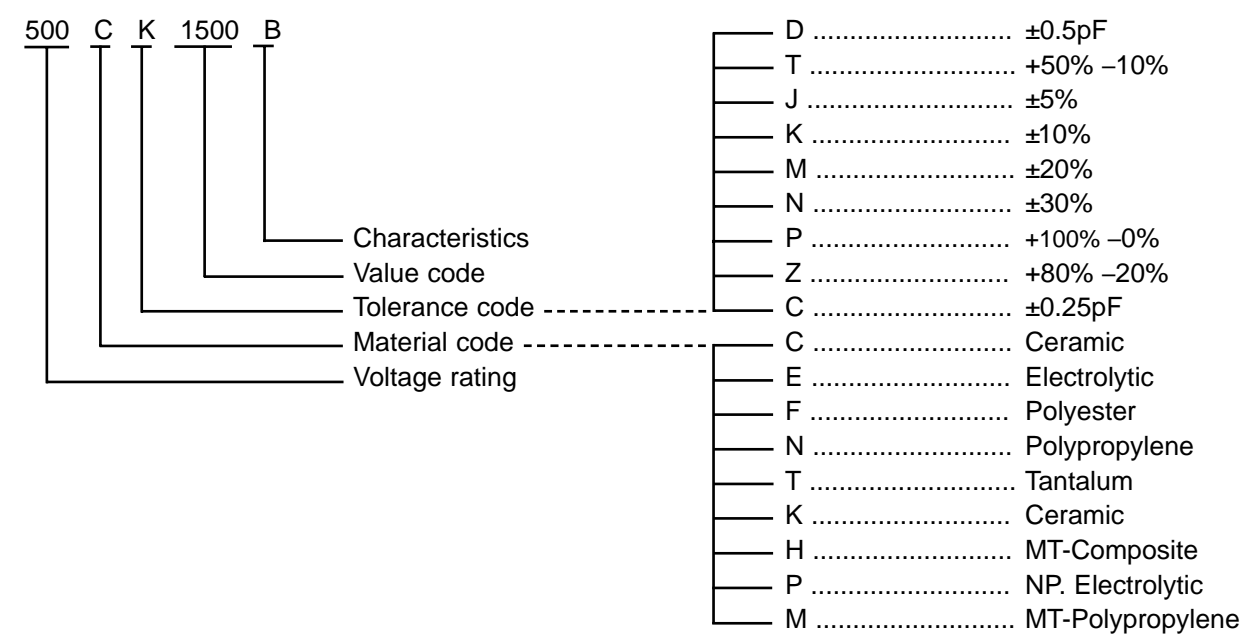 500 C K 1500 B
Characteristics
Value code
Tolerance code
Material code
Voltage rating
D ........................... ±0.5pF
T ............................ +50% –10%
J ............................ ±5%
K ........................... ±10%
M ........................... ±20%
N ........................... ±30%
P ........................... +100% –0%
Z ........................... +80% –20%
C ........................... ±0.25pF
C ........................... Ceramic
E ........................... Electrolytic
F ........................... Polyester
N ........................... Polypropylene
T ............................ Tantalum
K ........................... Ceramic
H ........................... MT-Composite
P ........................... NP. Electrolytic
M ........................... MT-Polypropylene